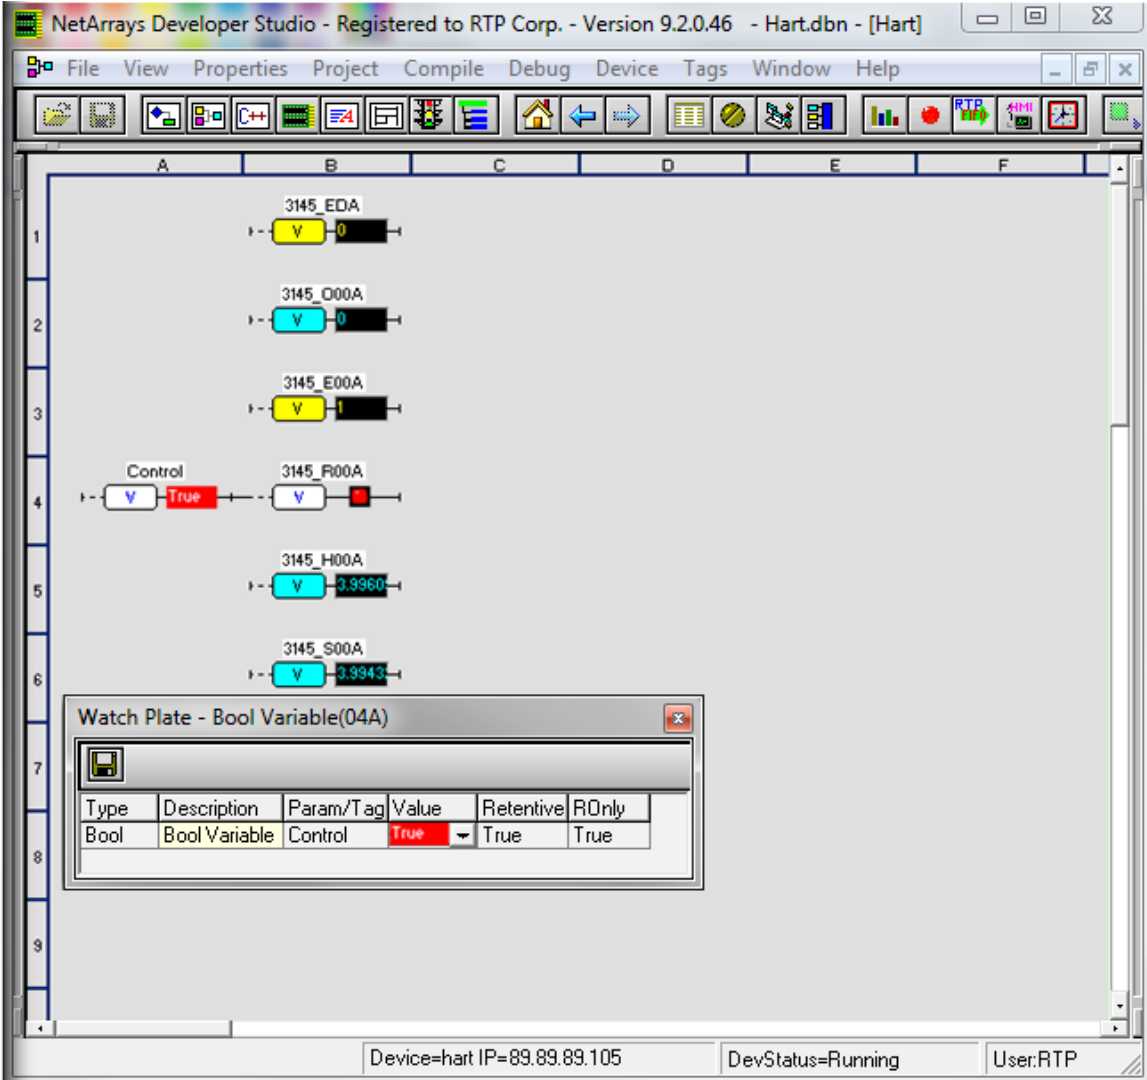 NetArrays Developer Studio - Registered to RTP Corp. - Version 9.2.0.46 - Hart.dbn - [Hart]
File View Properties Project Compile Debug Device Tags Window Help
C++ RTP FIFO HMI
A B C D E F
3145_EDA
1 V 0
3145_O00A
2 V 0
3145_E00A
3 V 1
Control 3145_R00A
4 V True V
3145_H00A
5 V 3.9960
3145_S00A
6 V 3.9943
Watch Plate - Bool Variable(04A)
7
Type Description Param/Tag Value Retentive ROnly
Bool Bool Variable Control True True True
8
9
Device=hart IP=89.89.89.105 DevStatus=Running User:RTP